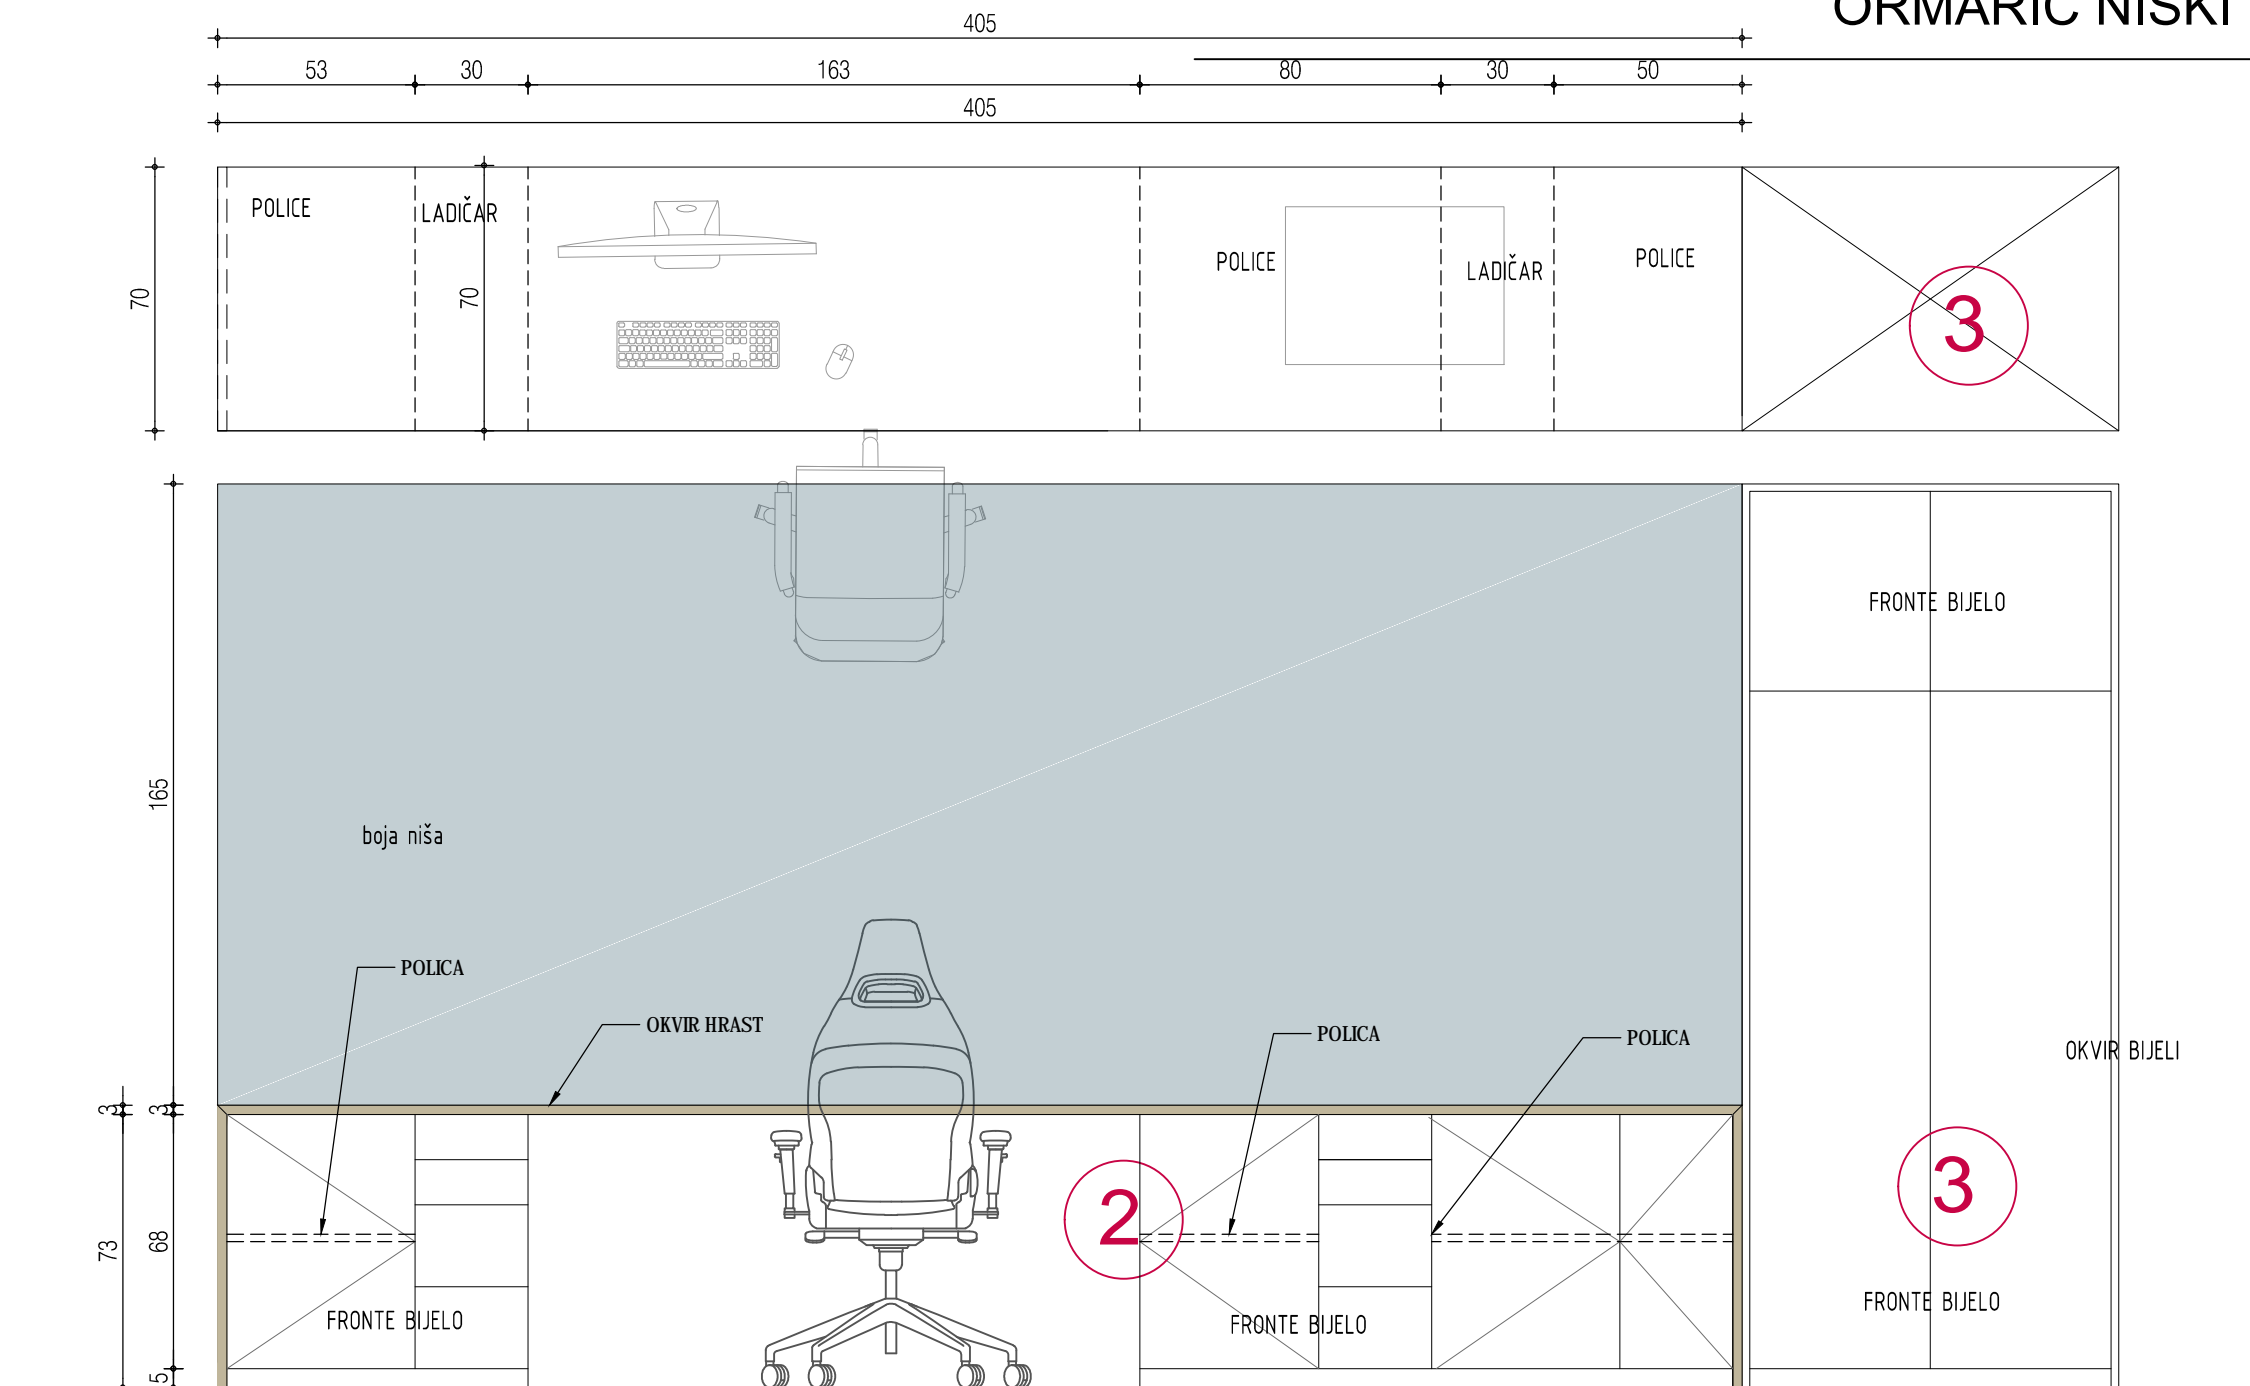 ORMARIĆ NISKI
405
53 30 163 80 30 50
405
POLICE
LADIČAR
POLICE
LADIČAR
POLICE
70
70
3
165
FRONTE BIJELO
boja niša
POLICA
OKVIR HRAST
POLICA
POLICA
OKVIR BIJELI
3
3
2
3
73
68
FRONTE BIJELO
FRONTE BIJELO
FRONTE BIJELO
5